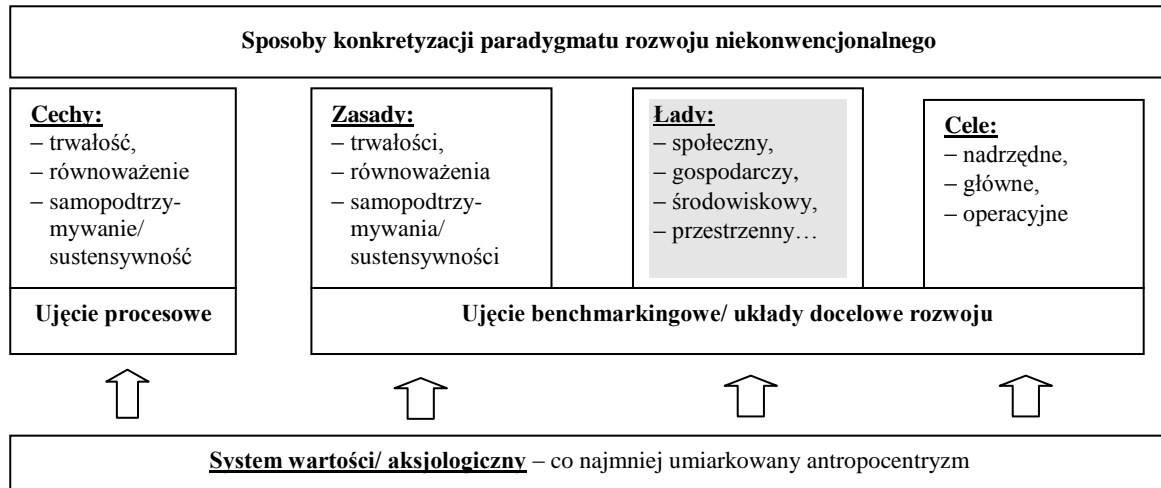 Sposoby konkretyzacji paradygmatu rozwoju niekonwencjonalnego
Cechy:
– trwałość,
– równoważenie
– samopodtrzy-
mywanie/
sustensywność
Ujęcie procesowe
Zasady:
– trwałości,
– równoważenia
– samopodtrzy-
mywania/
sustensywności
Łady:
– społeczny,
– gospodarczy,
– środowiskowy,
– przestrzenny…
Cele:
– nadrzędne,
– główne,
– operacyjne
Ujęcie benchmarkingowe/ układy docelowe rozwoju
System wartości/ aksjologiczny – co najmniej umiarkowany antropocentryzm